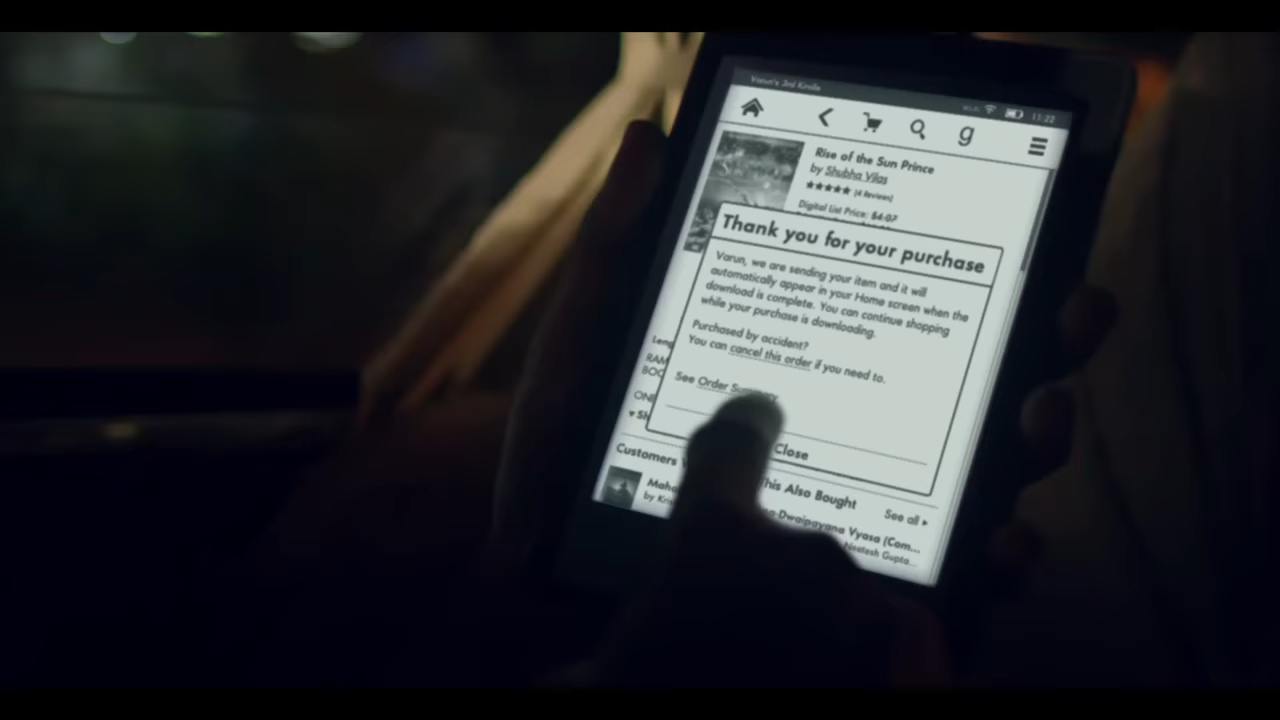 Varun's 3rd Kindle
11:22
g
Rise of the Sun Prince
by Shubha Vilas
★★★★★ (4 Reviews)
Digital List Price: $4.07
Thank you for your purchase
Varun, we are sending your item and it will
automatically appear in your Home screen when the
download is complete. You can continue shopping
while your purchase is downloading.
Purchased by accident?
You can cancel this order if you need to.
See Order
Close
Customers
This Also Bought
See all
by
Dwaipayana Vyasa (Com...
Neetesh Gupta...